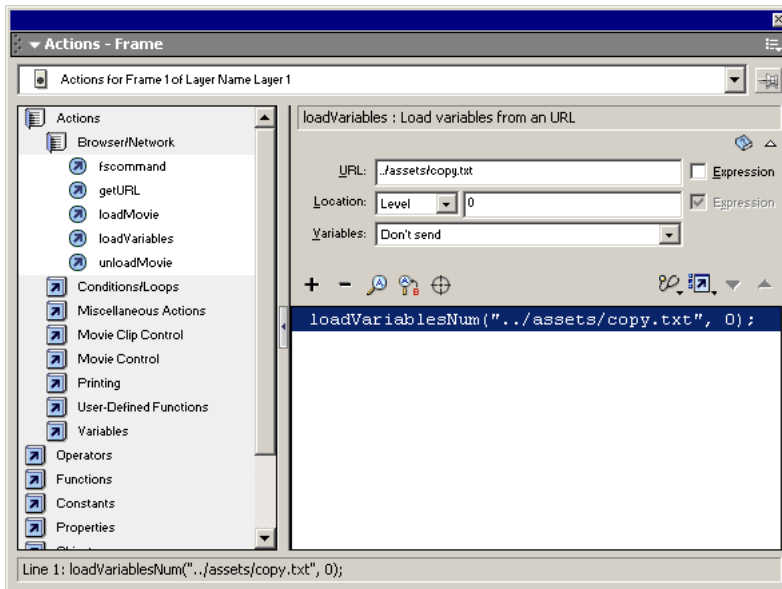 Actions - Frame
Actions for Frame 1 of Layer Name Layer 1
Actions
Browser/Network
fscommand
getURL
loadMovie
loadVariables
unloadMovie
Conditions/Loops
Miscellaneous Actions
Movie Clip Control
Movie Control
Printing
User-Defined Functions
Variables
Operators
Functions
Constants
Properties
loadVariables : Load variables from an URL
URL: ../assets/copy.txt Expression
Location: Level 0 Expression
Variables: Don't send
loadVariablesNum("../assets/copy.txt", 0);
Line 1: loadVariablesNum("../assets/copy.txt", 0);